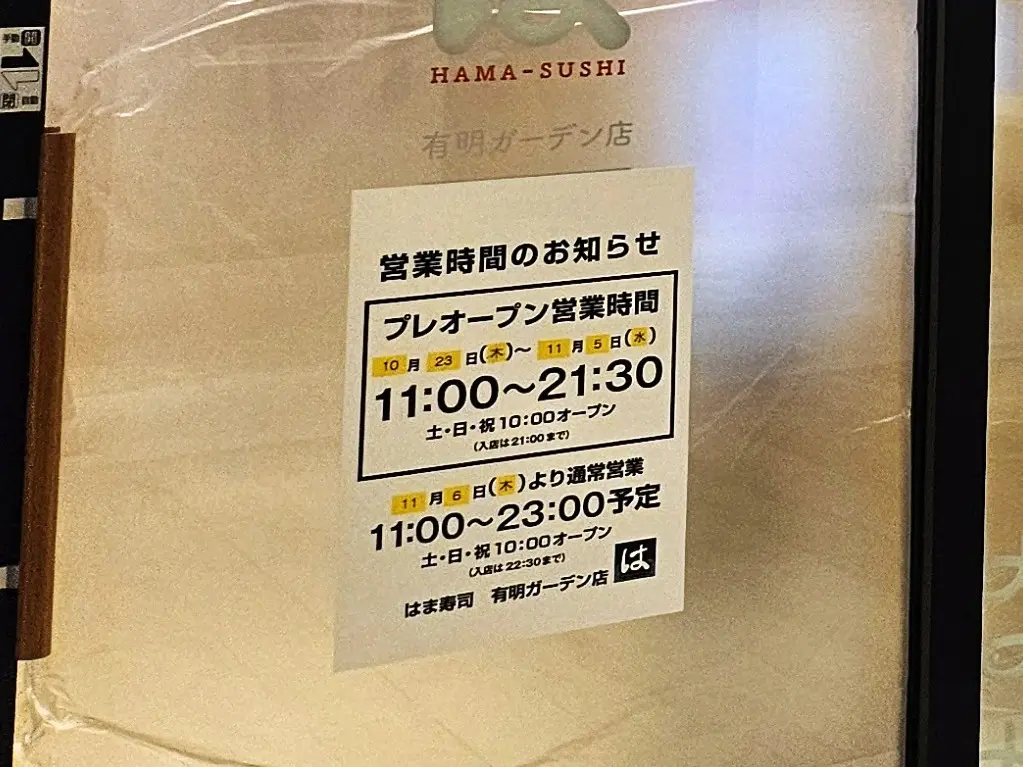 手動 開
閉 自動
HAMA-SUSHI
有明ガーデン店
営業時間のお知らせ
プレオープン営業時間
10月23日(木)～11月5日(水)
11:00～21:30
土・日・祝10:00オープン
(入店は21:00まで)
11月6日(木)より通常営業
11:00～23:00予定
土・日・祝10:00オープン
(入店は22:30まで)
は
はま寿司 有明ガーデン店